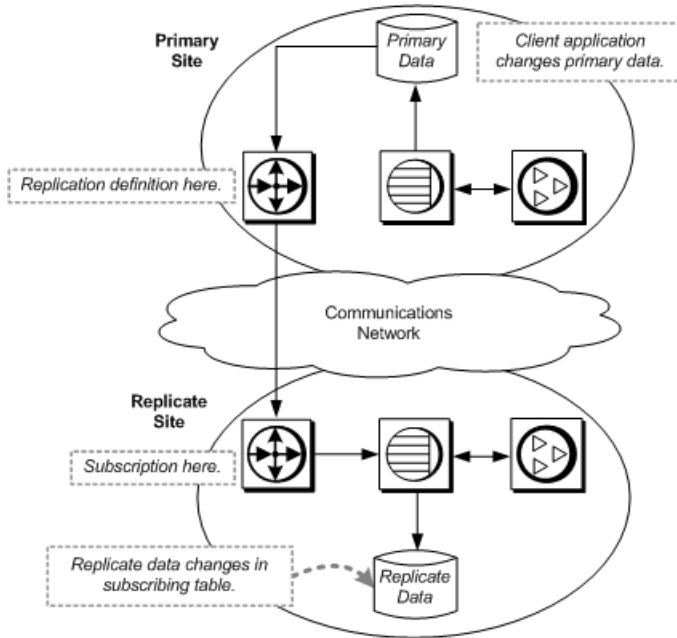 Primary
Site
Primary
Data
Client application
changes primary data.
Replication definition here.
Communications
Network
Replicate
Site
Subscription here.
Replicate data changes in
subscribing table.
Replicate
Data